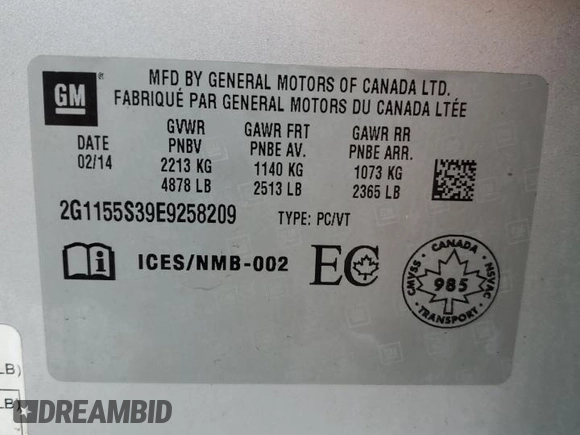 GM
MFD BY GENERAL MOTORS OF CANADA LTD.
FABRIQUÉ PAR GENERAL MOTORS DU CANADA LTÉE
DATE
02/14
GVWR
PNBV
2213 KG
4878 LB
GAWR FRT
PNBE AV.
1140 KG
2513 LB
GAWR RR
PNBE ARR.
1073 KG
2365 LB
2G1155S39E9258209 TYPE: PC/VT
ICES/NMB-002
EC
CANADA
CMVSS
NSVAC
985
TRANSPORT
LB)
LB)
DREAMBID